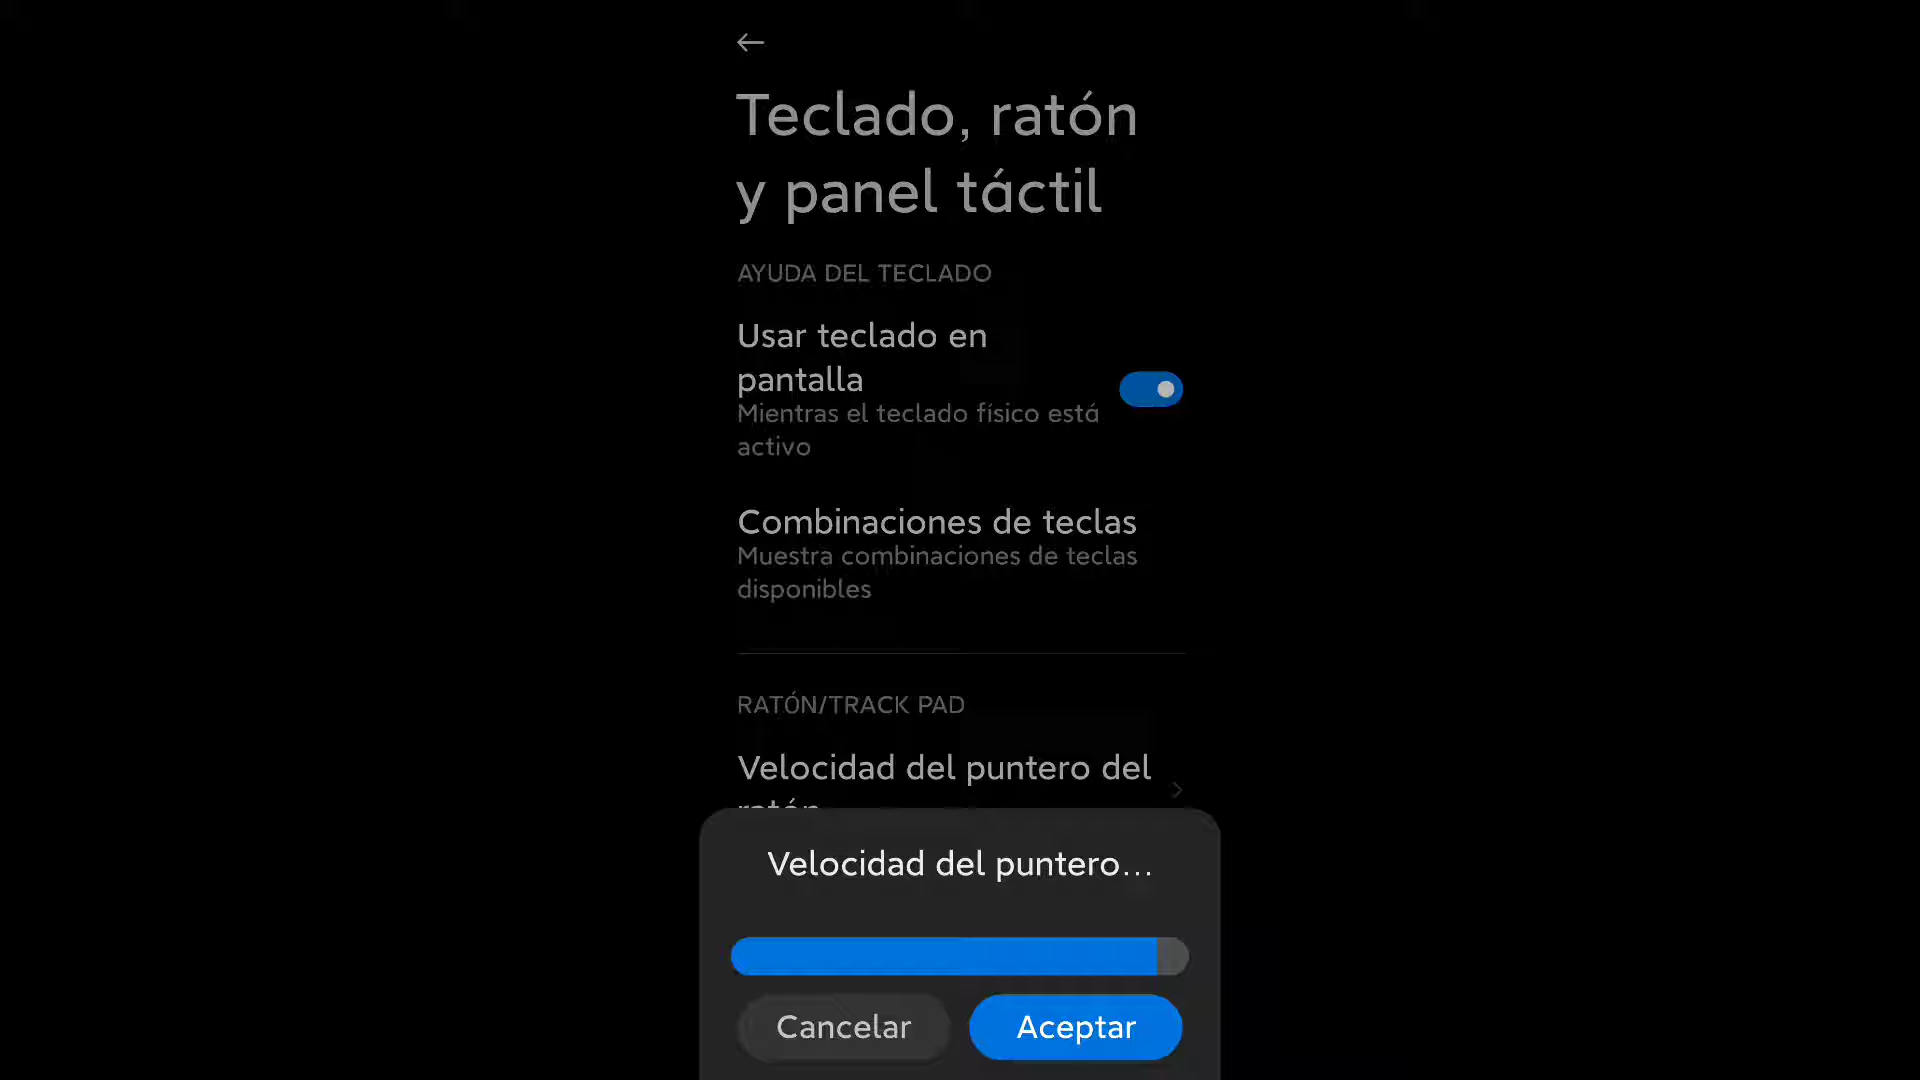 Teclado, ratón
y panel táctil
AYUDA DEL TECLADO
Usar teclado en
pantalla
Mientras el teclado físico está
activo
Combinaciones de teclas
Muestra combinaciones de teclas
disponibles
RATÓN/TRACK PAD
Velocidad del puntero del
ratón
Velocidad del puntero...
Cancelar
Aceptar